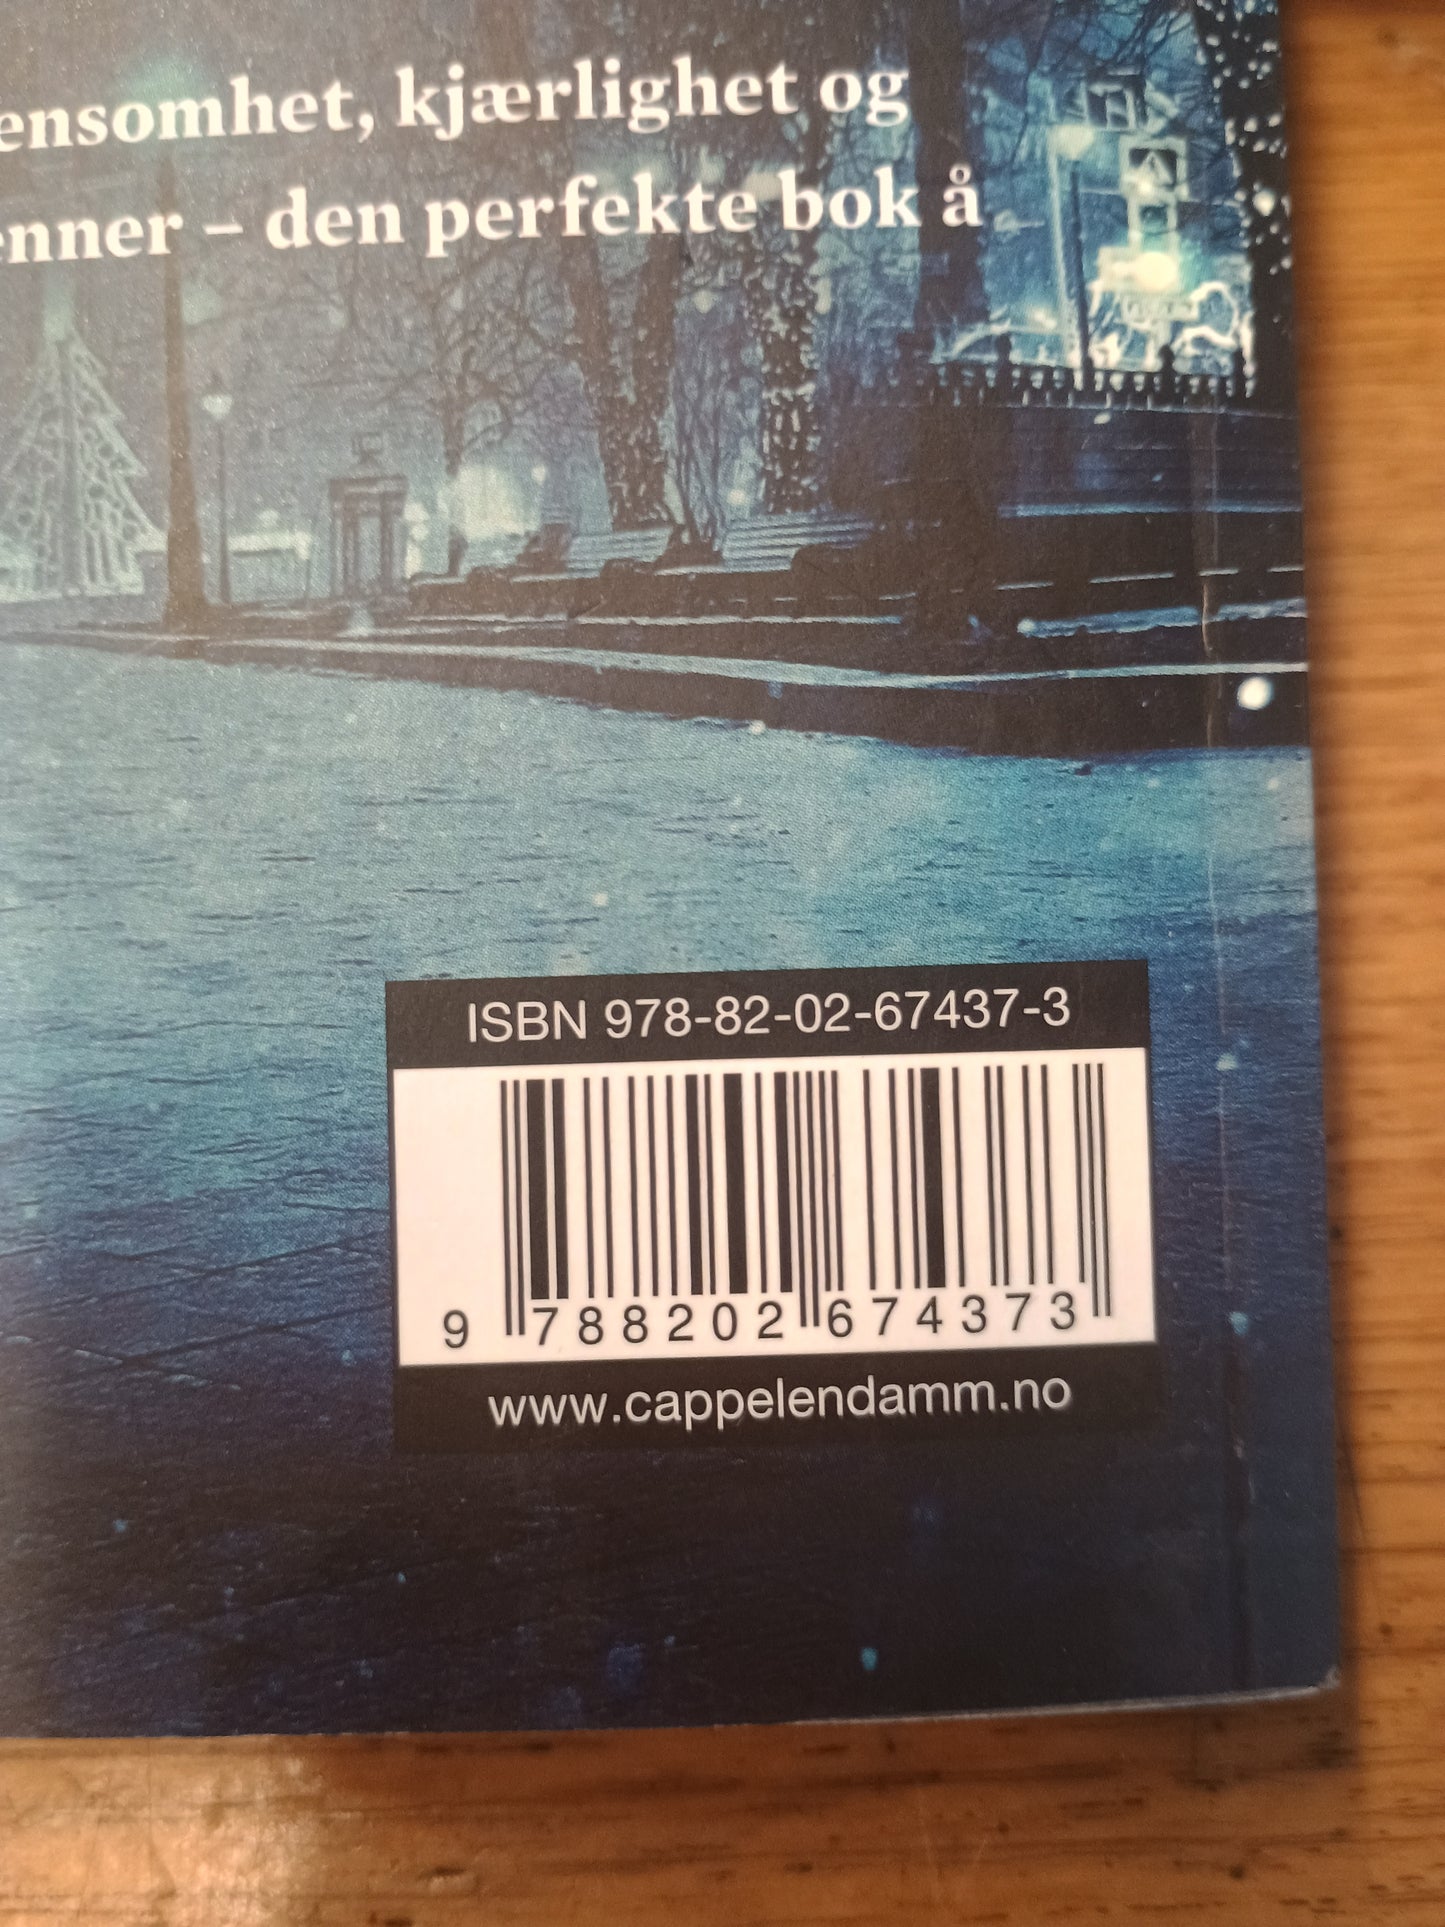 ensomhet, kjærlighet og
enner – den perfekte bok å
ISBN 978-82-02-67437-3
9 788202 674373
www.cappelendamm.no